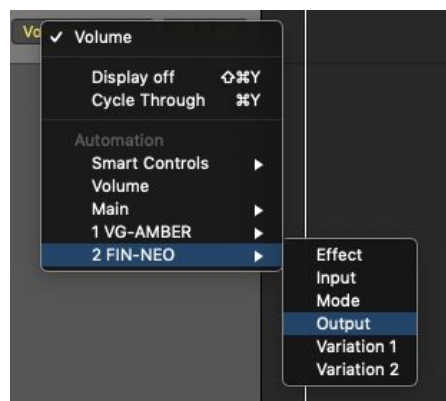 Vo
✓ Volume
Display off ⇧⌘Y
Cycle Through ⌘Y
Automation
Smart Controls ▶
Volume
Main ▶
1 VG-AMBER ▶
2 FIN-NEO ▶
Effect
Input
Mode
Output
Variation 1
Variation 2